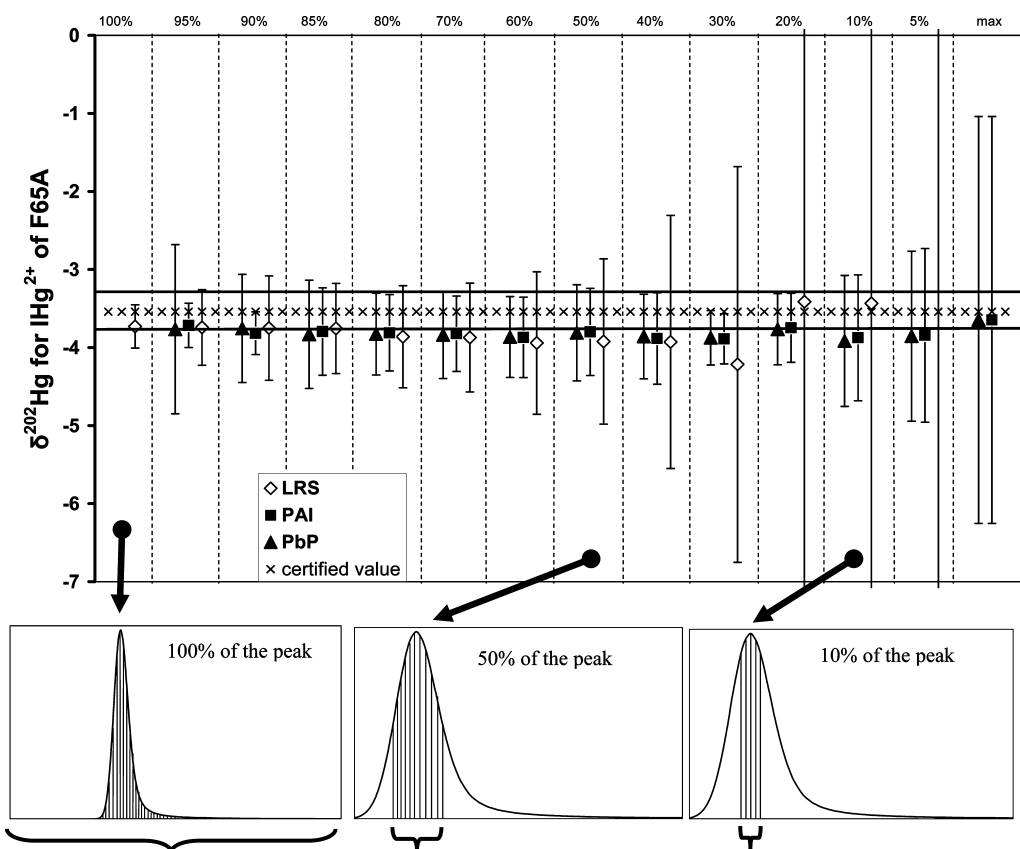 100% 95% 90% 85% 80% 70% 60% 50% 40% 30% 20% 10% 5% max
0
-1
-2
-3
-4
-5
-6
-7
δ²⁰²Hg for IHg²⁺ of F65A
LRS
PAI
PbP
certified value
100% of the peak
50% of the peak
10% of the peak